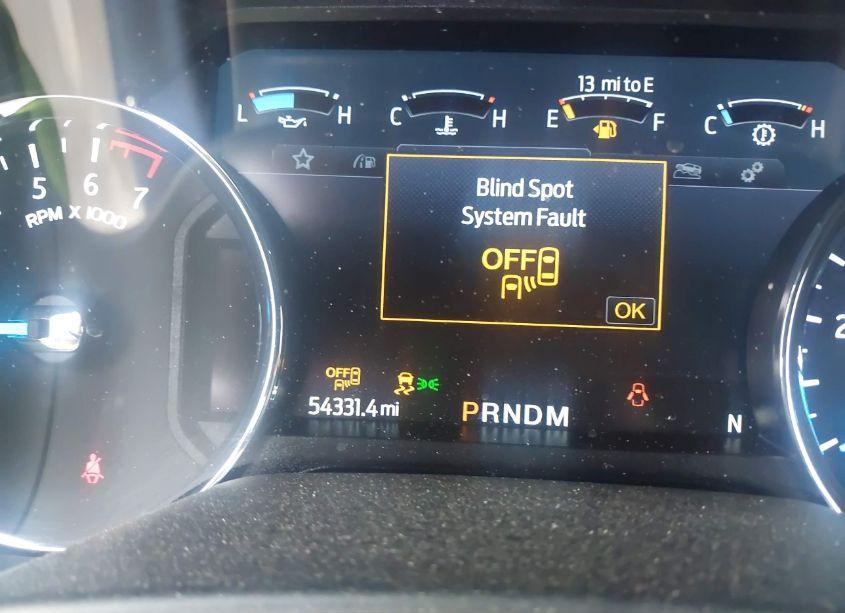 13 mi to E
L H
C H
E F
C H
5 6 7
RPM X 1000
Blind Spot
System Fault
OFF
OK
2
OFF
54331.4 mi
PRNDM
N